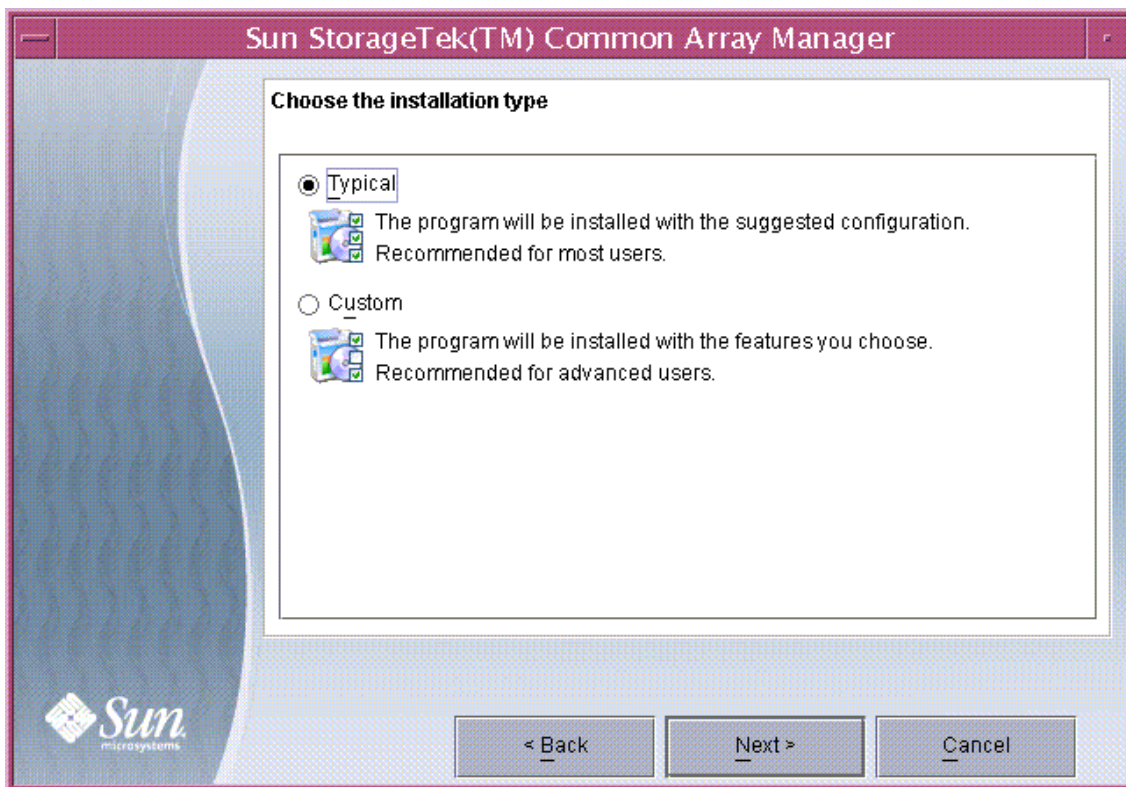 Sun StorageTek(TM) Common Array Manager
Choose the installation type
Typical
The program will be installed with the suggested configuration.
Recommended for most users.
Custom
The program will be installed with the features you choose.
Recommended for advanced users.
Sun
microsystems
< Back
Next >
Cancel